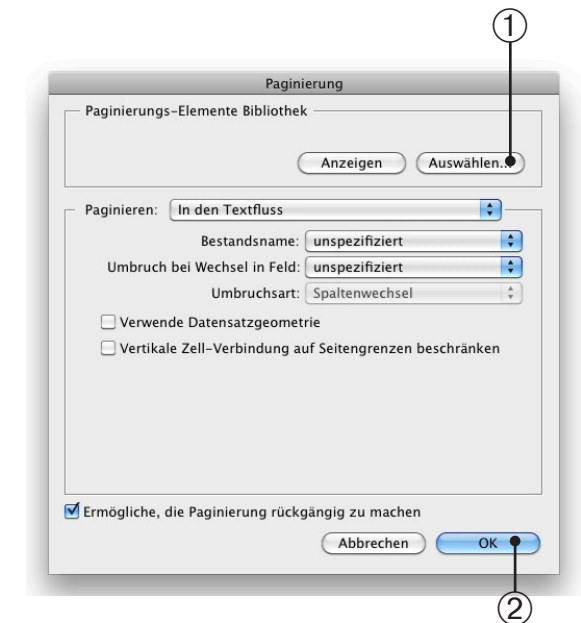 ①
Paginierung
Paginierungs-Elemente Bibliothek
Anzeigen Auswählen...
Paginieren: In den Textfluss
Bestandsname: unspezifiziert
Umbruch bei Wechsel in Feld: unspezifiziert
Umbruchsart: Spaltenwechsel
Verwende Datensatzgeometrie
Vertikale Zell-Verbindung auf Seitengrenzen beschränken
Ermögliche, die Paginierung rückgängig zu machen
Abbrechen OK
②